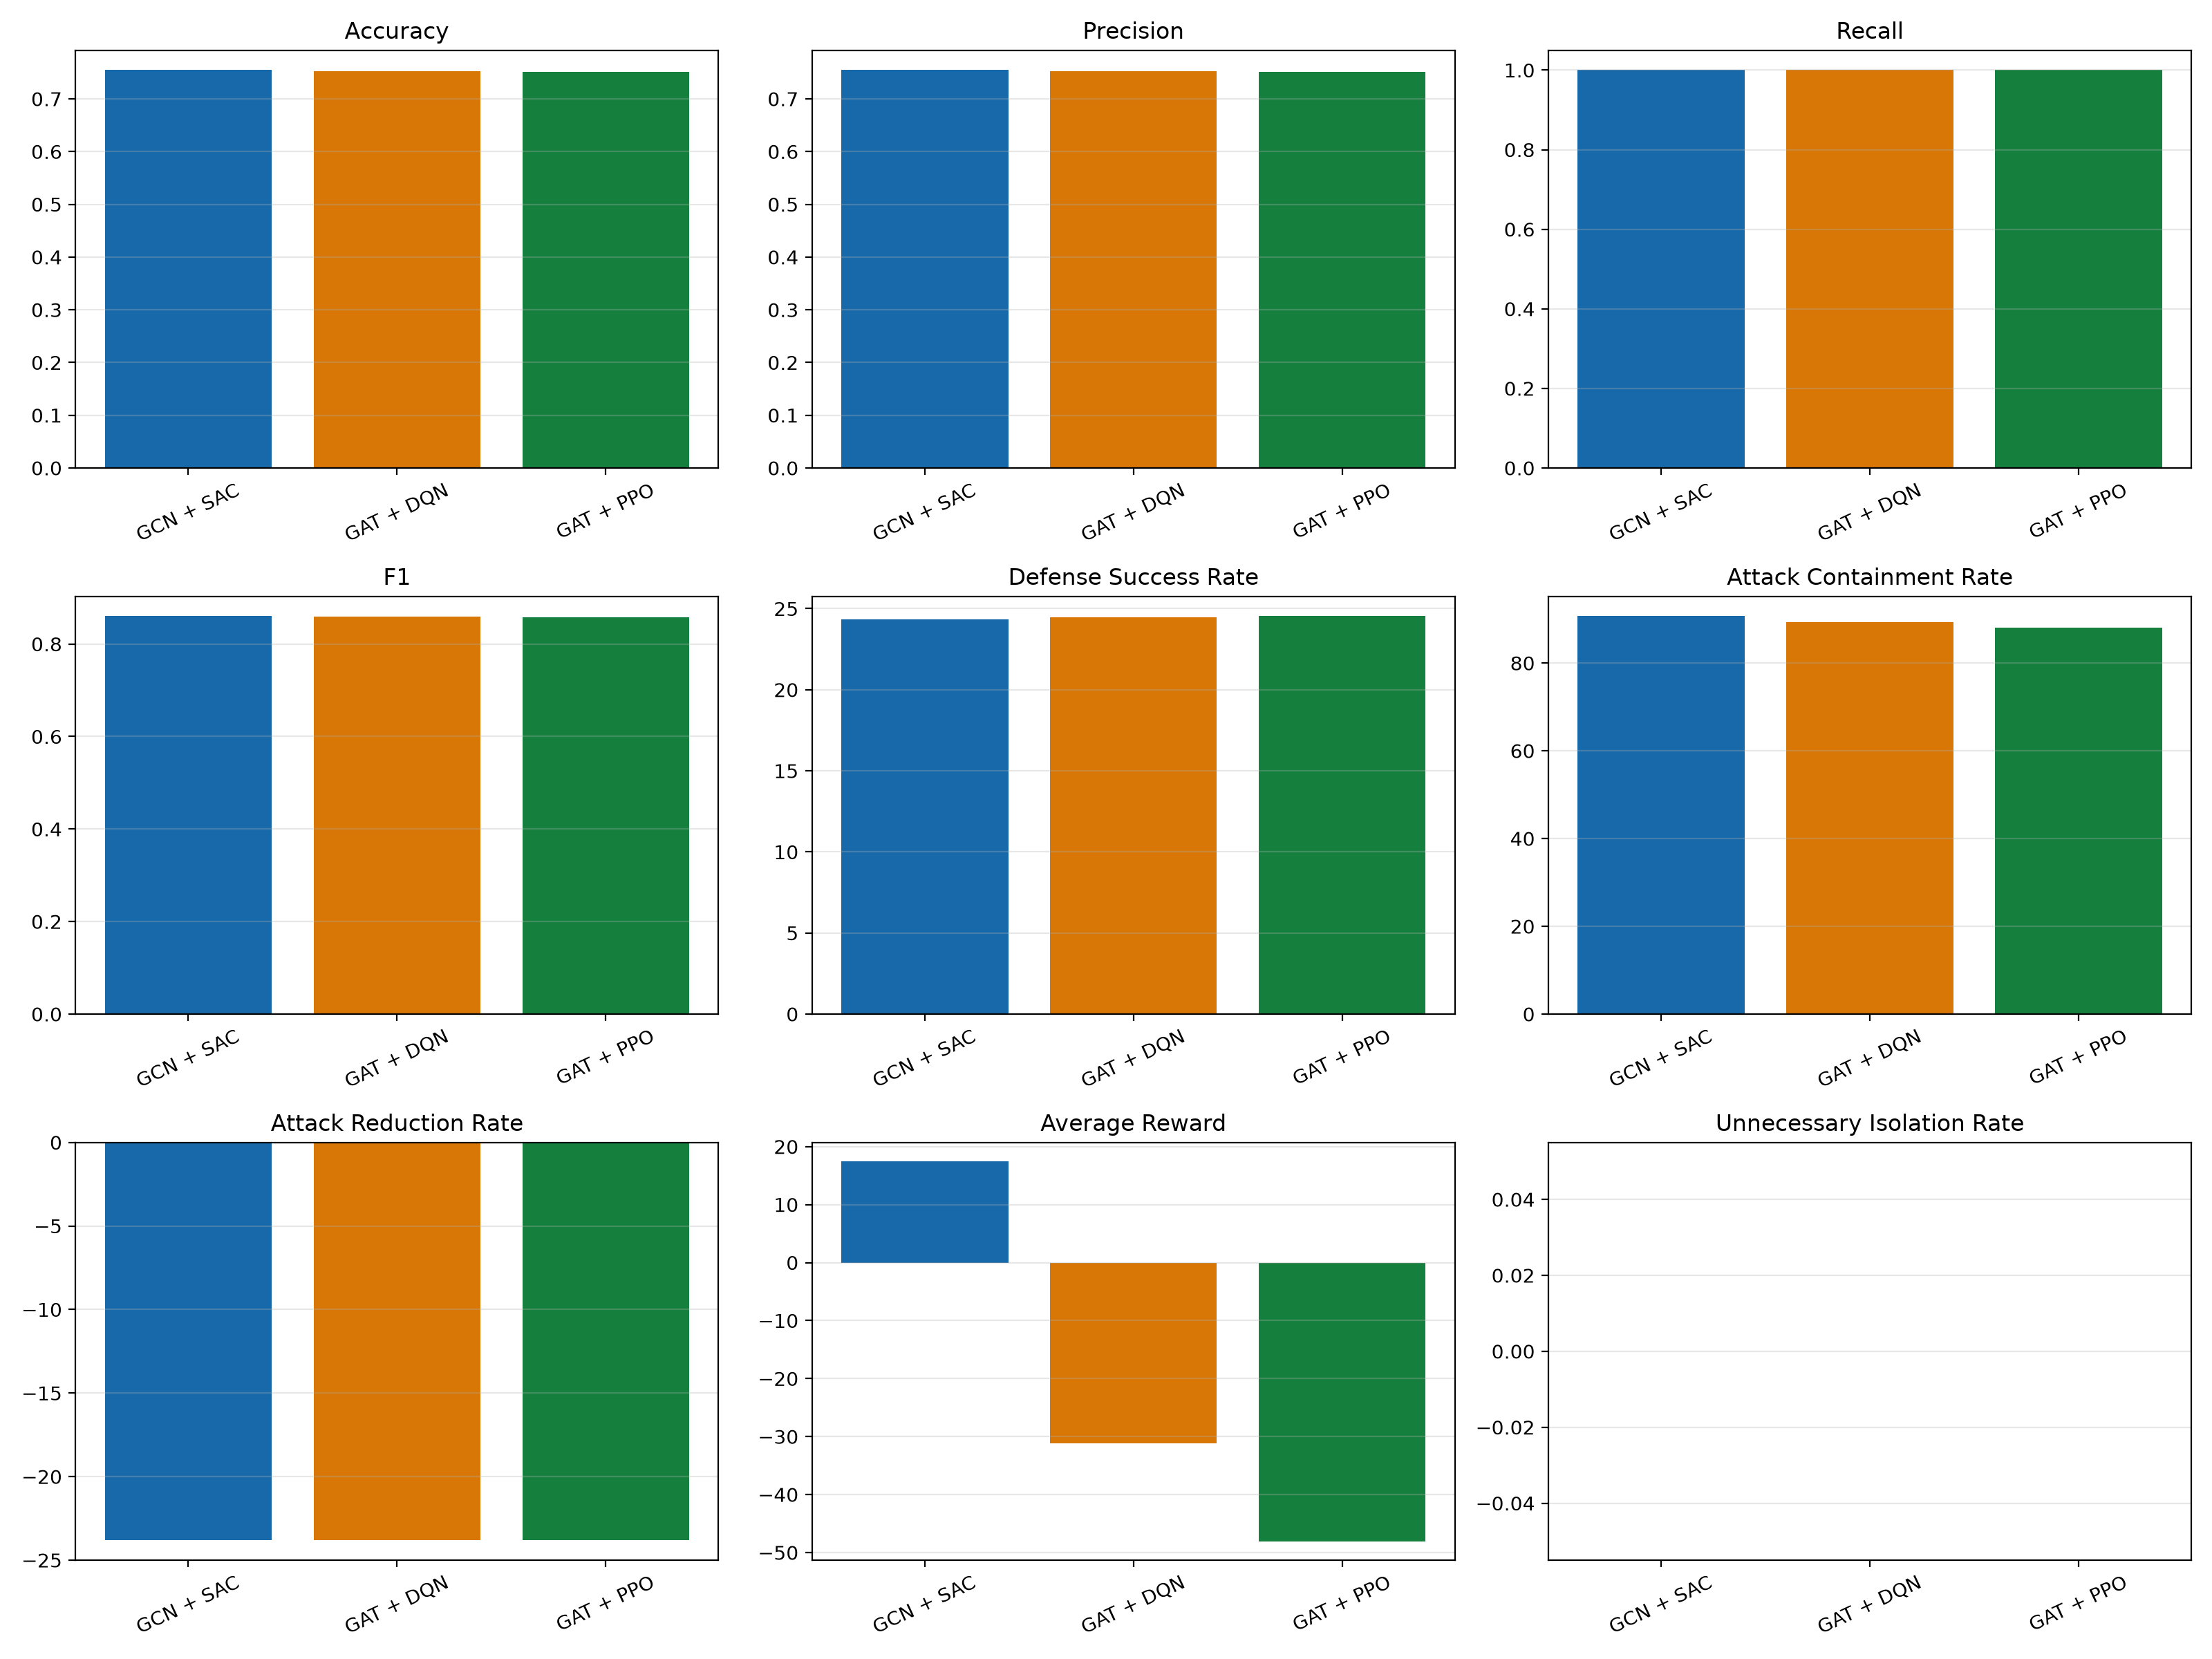 Accuracy
0.7
0.6
0.5
0.4
0.3
0.2
0.1
0.0
GCN + SAC
GAT + DQN
GAT + PPO
Precision
0.7
0.6
0.5
0.4
0.3
0.2
0.1
0.0
GCN + SAC
GAT + DQN
GAT + PPO
Recall
1.0
0.8
0.6
0.4
0.2
0.0
GCN + SAC
GAT + DQN
GAT + PPO
F1
0.8
0.6
0.4
0.2
0.0
GCN + SAC
GAT + DQN
GAT + PPO
Defense Success Rate
25
20
15
10
5
0
GCN + SAC
GAT + DQN
GAT + PPO
Attack Containment Rate
80
60
40
20
0
GCN + SAC
GAT + DQN
GAT + PPO
Attack Reduction Rate
0
−5
−10
−15
−20
−25
GCN + SAC
GAT + DQN
GAT + PPO
Average Reward
20
10
0
−10
−20
−30
−40
−50
GCN + SAC
GAT + DQN
GAT + PPO
Unnecessary Isolation Rate
0.04
0.02
0.00
−0.02
−0.04
GCN + SAC
GAT + DQN
GAT + PPO